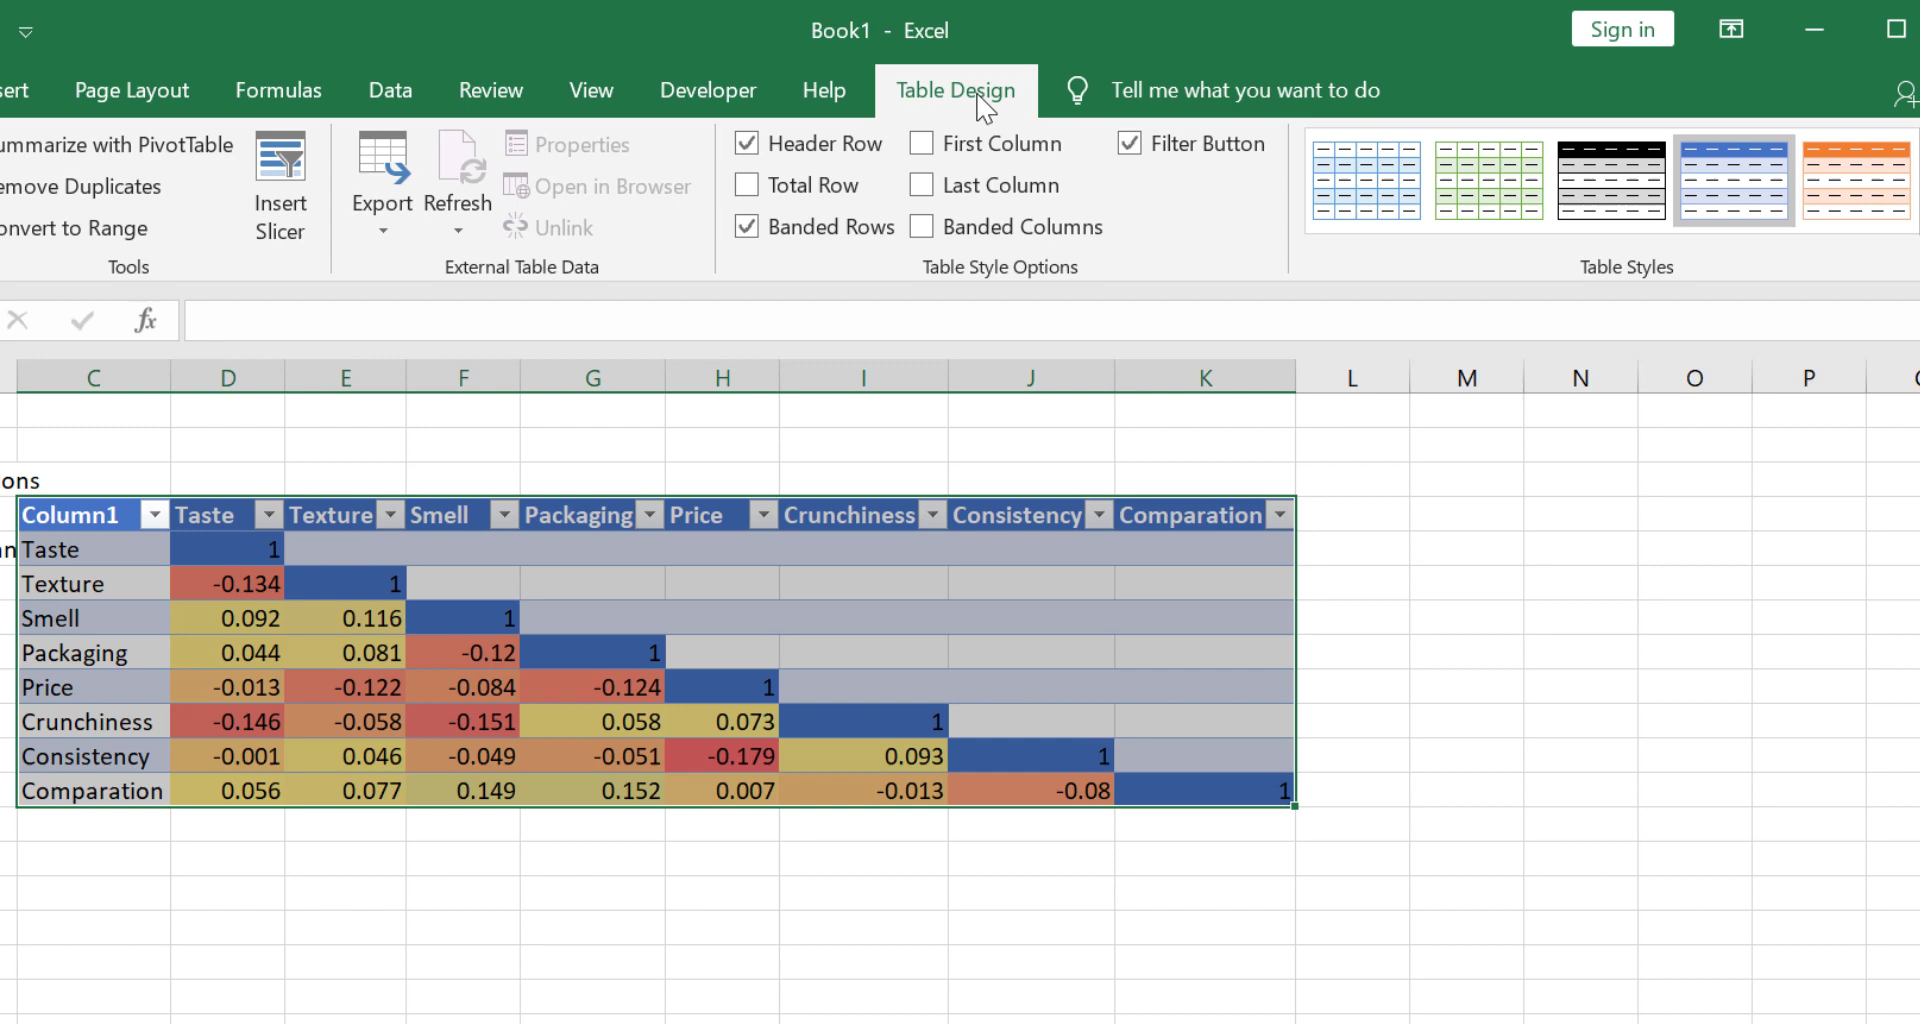 Book1 - Excel
Sign in
sert Page Layout Formulas Data Review View Developer Help Table Design Tell me what you want to do
ummarize with PivotTable
emove Duplicates
onvert to Range
Tools
Insert
Slicer
Export
Refresh
Properties
Open in Browser
Unlink
External Table Data
Header Row
First Column
Filter Button
Total Row
Last Column
Banded Rows
Banded Columns
Table Style Options
Table Styles
fx
C D E F G H I J K L M N O P
ons
Column1 Taste Texture Smell Packaging Price Crunchiness Consistency Comparation
an Taste 1
Texture -0.134 1
Smell 0.092 0.116 1
Packaging 0.044 0.081 -0.12 1
Price -0.013 -0.122 -0.084 -0.124 1
Crunchiness -0.146 -0.058 -0.151 0.058 0.073 1
Consistency -0.001 0.046 -0.049 -0.051 -0.179 0.093 1
Comparation 0.056 0.077 0.149 0.152 0.007 -0.013 -0.08 1